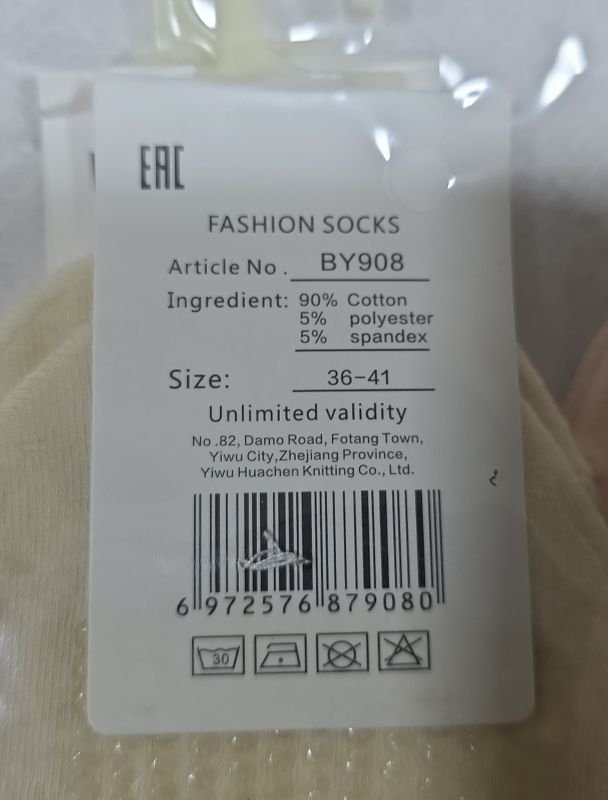 EAC
FASHION SOCKS
Article No. BY908
Ingredient: 90% Cotton
5% polyester
5% spandex
Size: 36-41
Unlimited validity
No.82, Damo Road, Fotang Town,
Yiwu City,Zhejiang Province,
Yiwu Huachen Knitting Co., Ltd.
6 972576 879080
30